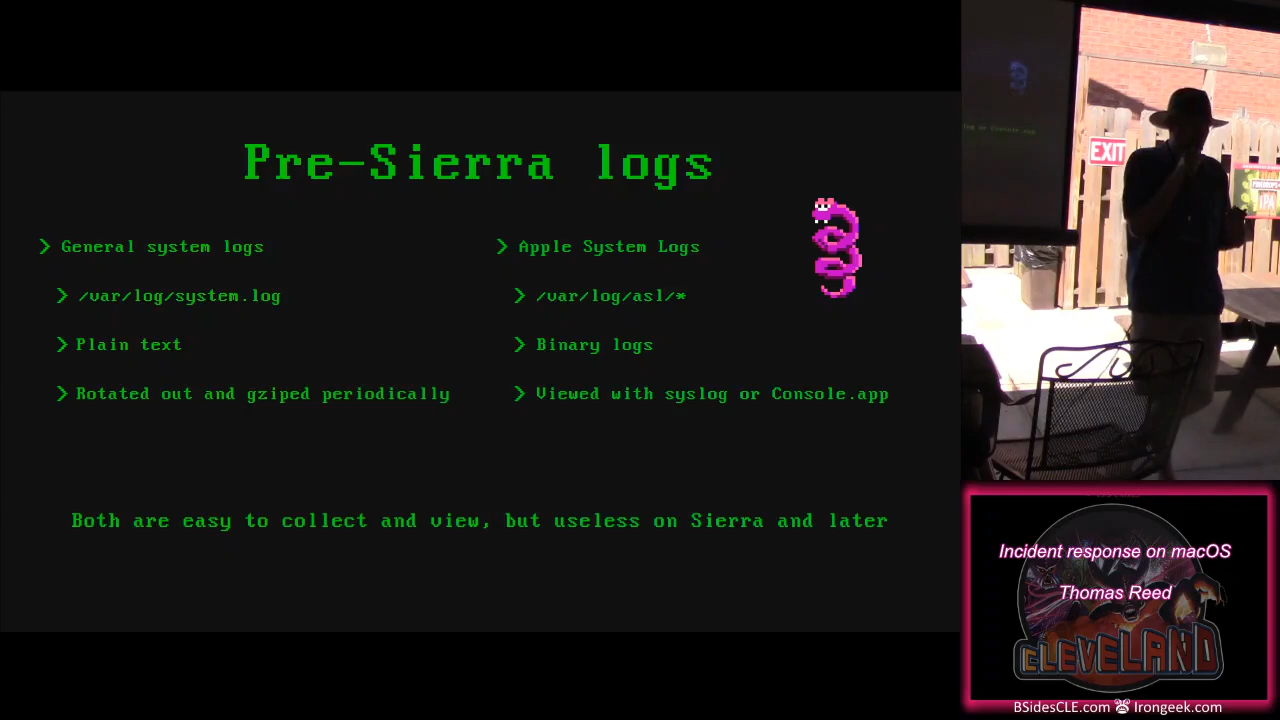 Pre-Sierra logs
> General system logs
> /var/log/system.log
> Plain text
> Rotated out and gziped periodically
> Apple System Logs
> /var/log/asl/*
> Binary logs
> Viewed with syslog or Console.app
Both are easy to collect and view, but useless on Sierra and later
EXIT
IPA
Incident response on macOS
Thomas Reed
CLEVELAND
BSidesCLE.com Irongeek.com